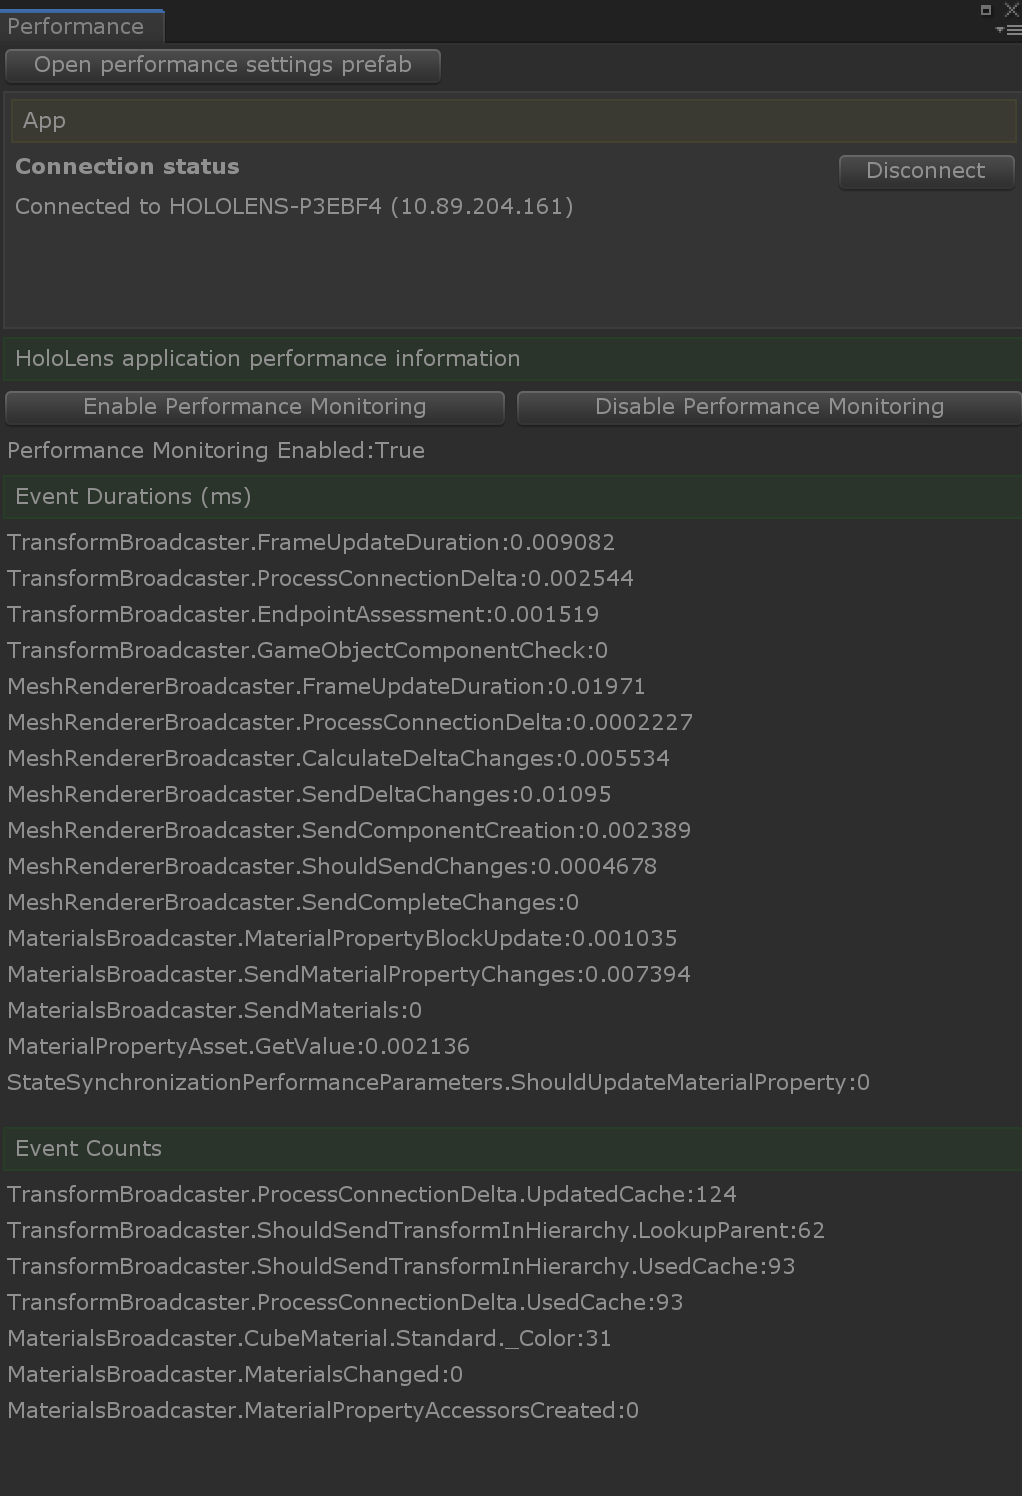 Performance
Open performance settings prefab
App
Connection status
Disconnect
Connected to HOLOLENS-P3EBF4 (10.89.204.161)
HoloLens application performance information
Enable Performance Monitoring
Disable Performance Monitoring
Performance Monitoring Enabled:True
Event Durations (ms)
TransformBroadcaster.FrameUpdateDuration:0.009082
TransformBroadcaster.ProcessConnectionDelta:0.002544
TransformBroadcaster.EndpointAssessment:0.001519
TransformBroadcaster.GameObjectComponentCheck:0
MeshRendererBroadcaster.FrameUpdateDuration:0.01971
MeshRendererBroadcaster.ProcessConnectionDelta:0.0002227
MeshRendererBroadcaster.CalculateDeltaChanges:0.005534
MeshRendererBroadcaster.SendDeltaChanges:0.01095
MeshRendererBroadcaster.SendComponentCreation:0.002389
MeshRendererBroadcaster.ShouldSendChanges:0.0004678
MeshRendererBroadcaster.SendCompleteChanges:0
MaterialsBroadcaster.MaterialPropertyBlockUpdate:0.001035
MaterialsBroadcaster.SendMaterialPropertyChanges:0.007394
MaterialsBroadcaster.SendMaterials:0
MaterialPropertyAsset.GetValue:0.002136
StateSynchronizationPerformanceParameters.ShouldUpdateMaterialProperty:0
Event Counts
TransformBroadcaster.ProcessConnectionDelta.UpdatedCache:124
TransformBroadcaster.ShouldSendTransformInHierarchy.LookupParent:62
TransformBroadcaster.ShouldSendTransformInHierarchy.UsedCache:93
TransformBroadcaster.ProcessConnectionDelta.UsedCache:93
MaterialsBroadcaster.CubeMaterial.Standard._Color:31
MaterialsBroadcaster.MaterialsChanged:0
MaterialsBroadcaster.MaterialPropertyAccessorsCreated:0